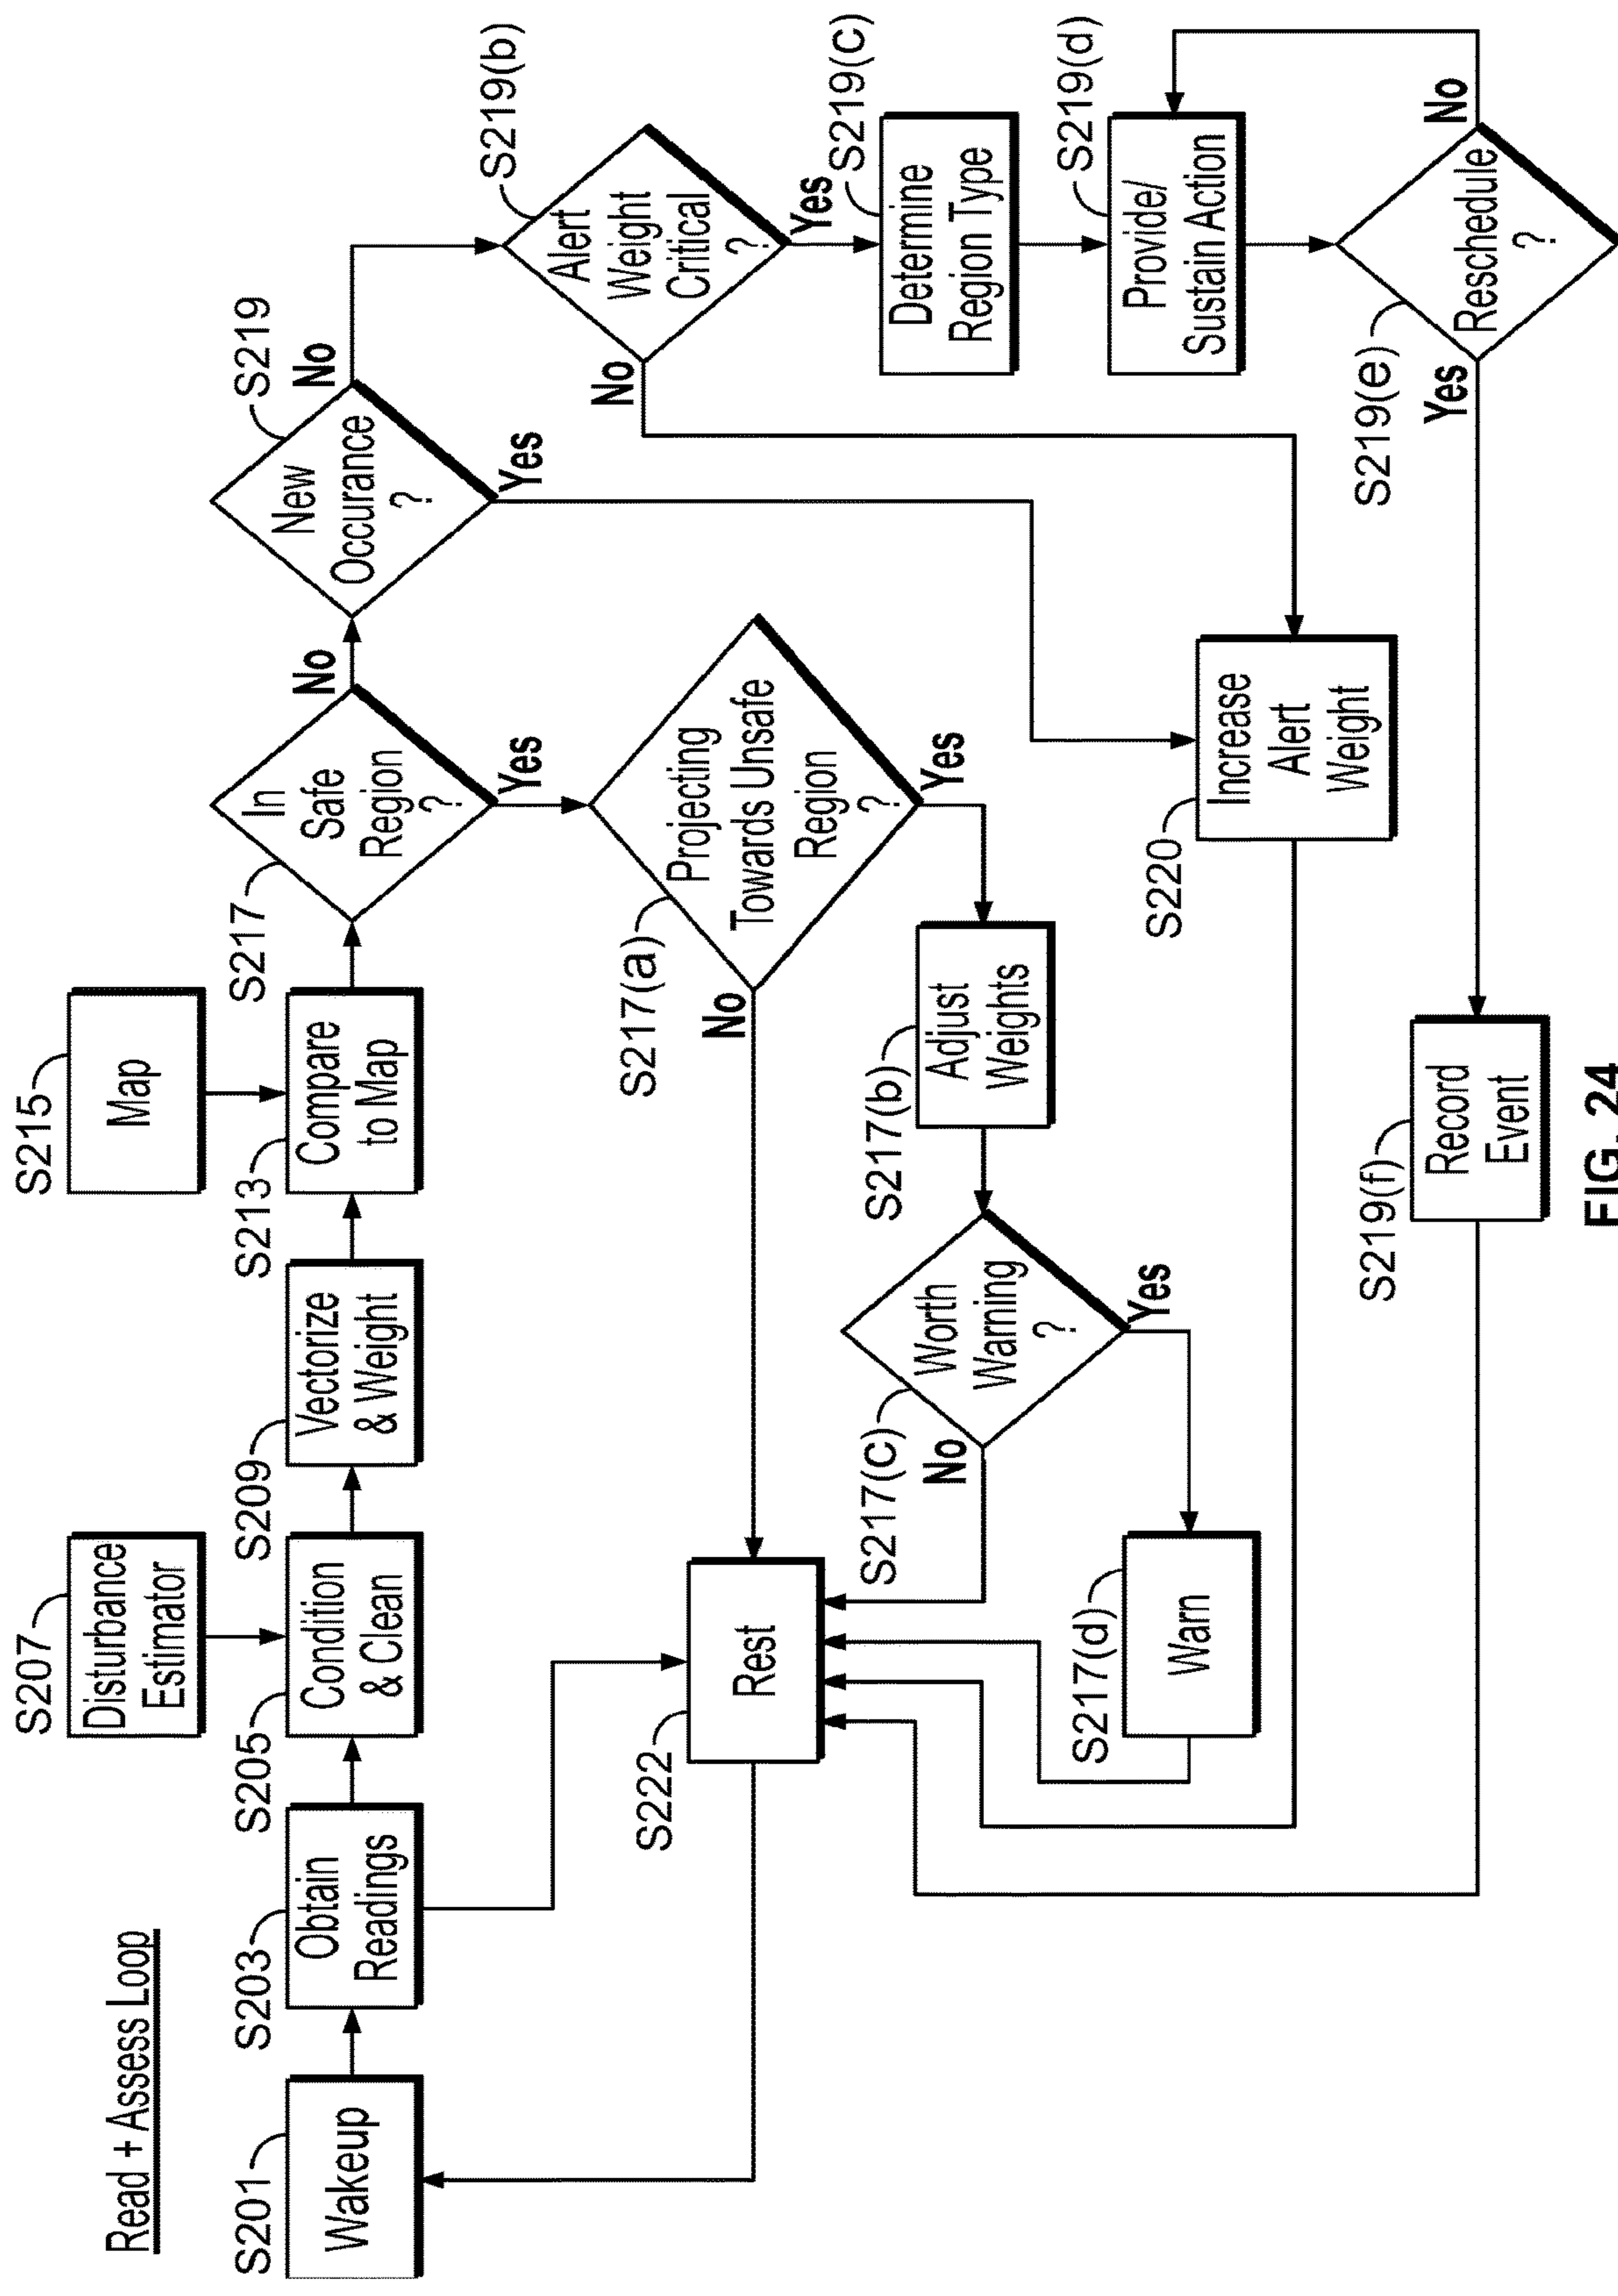 Read + Assess Loop
S201
Wakeup
S203
Obtain
Readings
S207
Disturbance
Estimator
S205
Condition
& Clean
S209
Vectorize
& Weight
S215
Map
S213
Compare
to Map
S217
In
Safe
Region
?
No
Yes
S219
New
Occurance
?
No
Yes
S219(b)
Alert
Weight
Critical
?
No
Yes
S219(c)
Determine
Region Type
S219(d)
Provide/
Sustain Action
S219(e)
Reschedule
?
No
Yes
S217(a)
Projecting
Towards Unsafe
Region
?
No
Yes
S217(b)
Adjust
Weights
S217(c)
Worth
Warning
?
No
Yes
S217(d)
Warn
S220
Increase
Alert
Weight
S222
Rest
S219(f)
Record
Event
FIG. 24